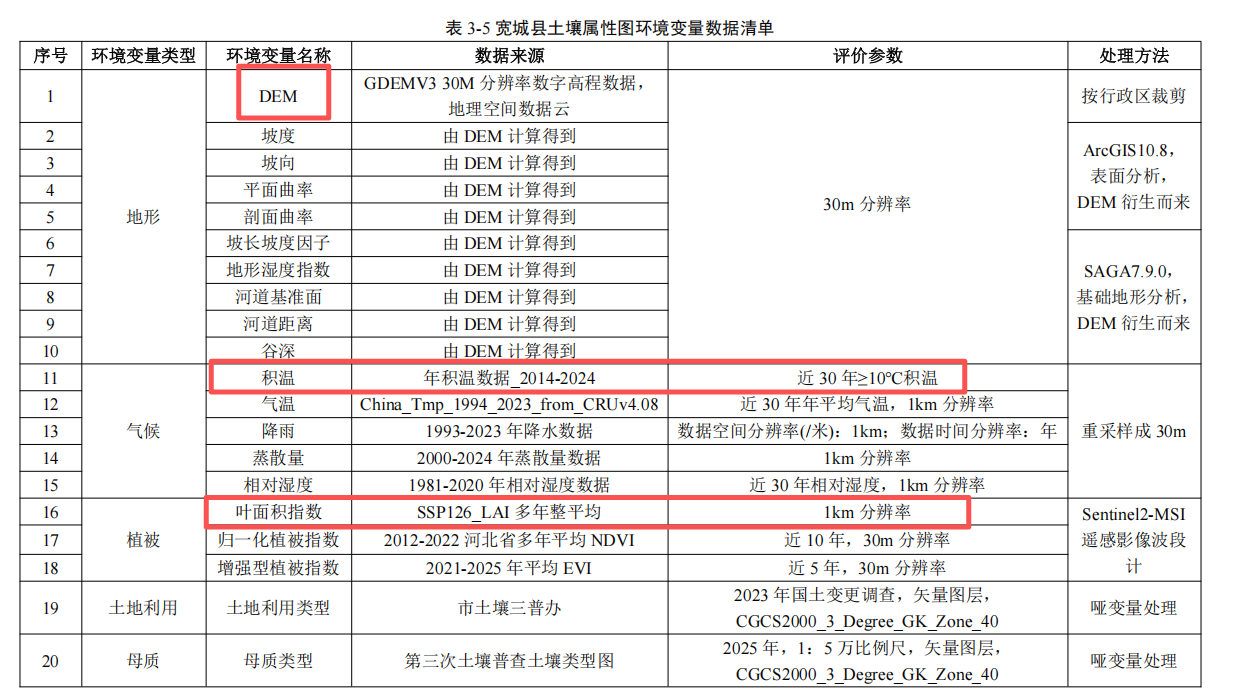 表 3-5 宽城县土壤属性图环境变量数据清单
序号 环境变量类型 环境变量名称 数据来源 评价参数 处理方法
1 地形 DEM GDEMV3 30M 分辨率数字高程数据，
地理空间数据云 30m 分辨率 按行政区裁剪
2 坡度 由 DEM 计算得到 ArcGIS10.8，
表面分析，
DEM 衍生而来
3 坡向 由 DEM 计算得到
4 平面曲率 由 DEM 计算得到
5 剖面曲率 由 DEM 计算得到
6 坡长坡度因子 由 DEM 计算得到 SAGA7.9.0，
基础地形分析，
DEM 衍生而来
7 地形湿度指数 由 DEM 计算得到
8 河道基准面 由 DEM 计算得到
9 河道距离 由 DEM 计算得到
10 谷深 由 DEM 计算得到
11 气候 积温 年积温数据_2014-2024 近 30 年≥10℃积温 重采样成 30m
12 气温 China_Tmp_1994_2023_from_CRUv4.08 近 30 年年平均气温，1km 分辨率
13 降雨 1993-2023 年降水数据 数据空间分辨率(/米)：1km；数据时间分辨率：年
14 蒸散量 2000-2024 年蒸散量数据 1km 分辨率
15 相对湿度 1981-2020 年相对湿度数据 近 30 年相对湿度，1km 分辨率
16 植被 叶面积指数 SSP126_LAI 多年整平均 1km 分辨率 Sentinel2-MSI
遥感影像波段
计
17 归一化植被指数 2012-2022 河北省多年平均 NDVI 近 10 年，30m 分辨率
18 增强型植被指数 2021-2025 年平均 EVI 近 5 年，30m 分辨率
19 土地利用 土地利用类型 市土壤三普办 2023 年国土变更调查，矢量图层，
CGCS2000_3_Degree_GK_Zone_40 哑变量处理
20 母质 母质类型 第三次土壤普查土壤类型图 2025 年，1：5 万比例尺，矢量图层，
CGCS2000_3_Degree_GK_Zone_40 哑变量处理